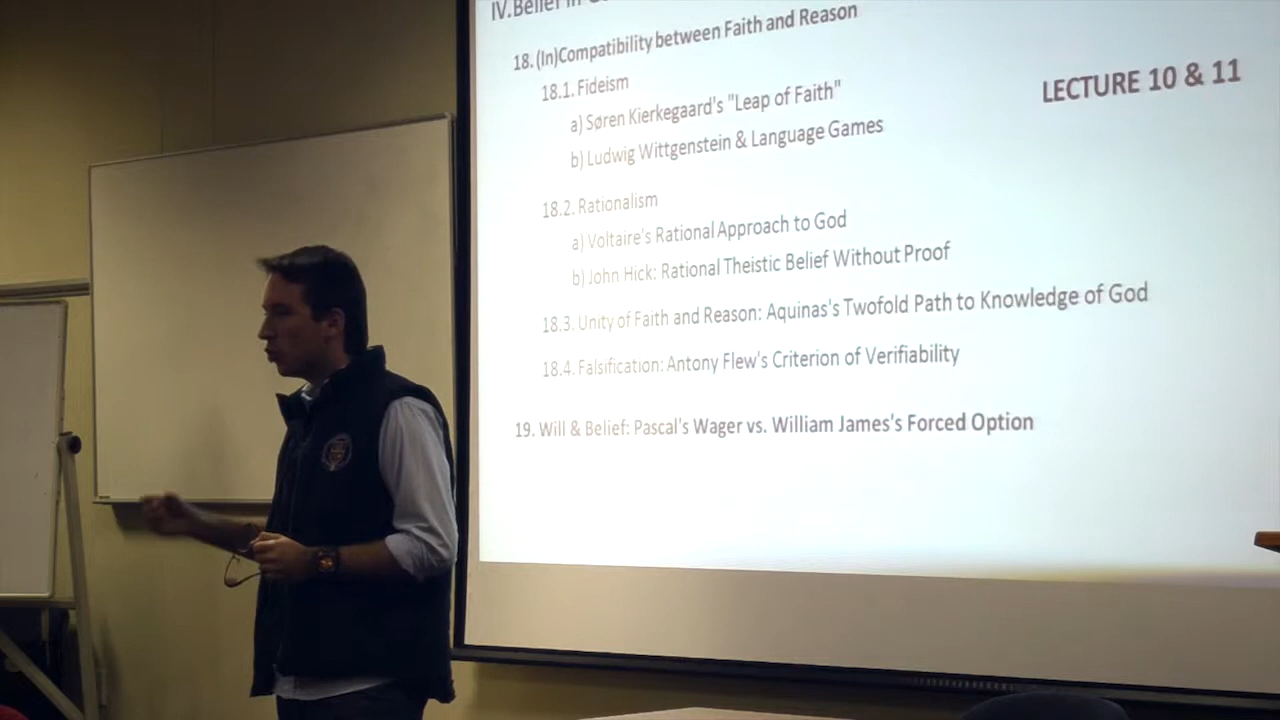 IV. Belief in
18. (In)Compatibility between Faith and Reason
LECTURE 10 & 11
18.1. Fideism
a) Søren Kierkegaard's "Leap of Faith"
b) Ludwig Wittgenstein & Language Games
18.2. Rationalism
a) Voltaire's Rational Approach to God
b) John Hick: Rational Theistic Belief Without Proof
18.3. Unity of Faith and Reason: Aquinas's Twofold Path to Knowledge of God
18.4. Falsification: Antony Flew's Criterion of Verifiability
19. Will & Belief: Pascal's Wager vs. William James's Forced Option